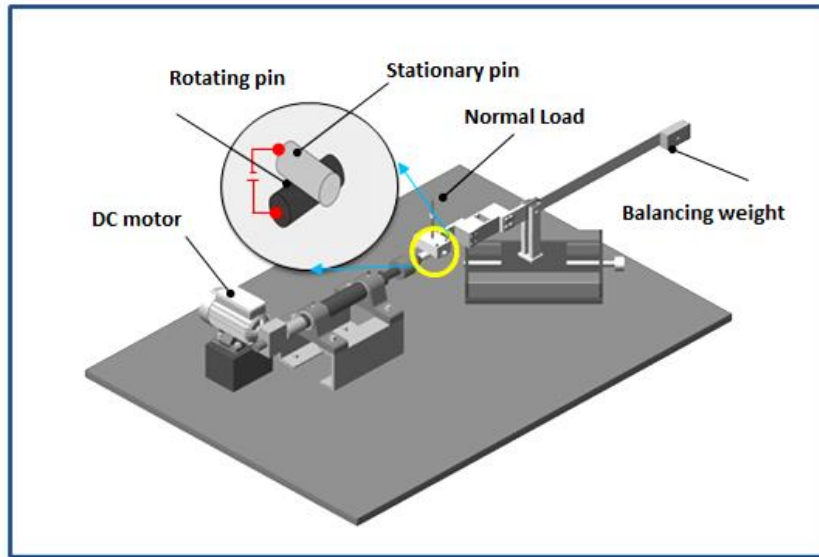 Rotating pin
Stationary pin
Normal Load
DC motor
Balancing weight